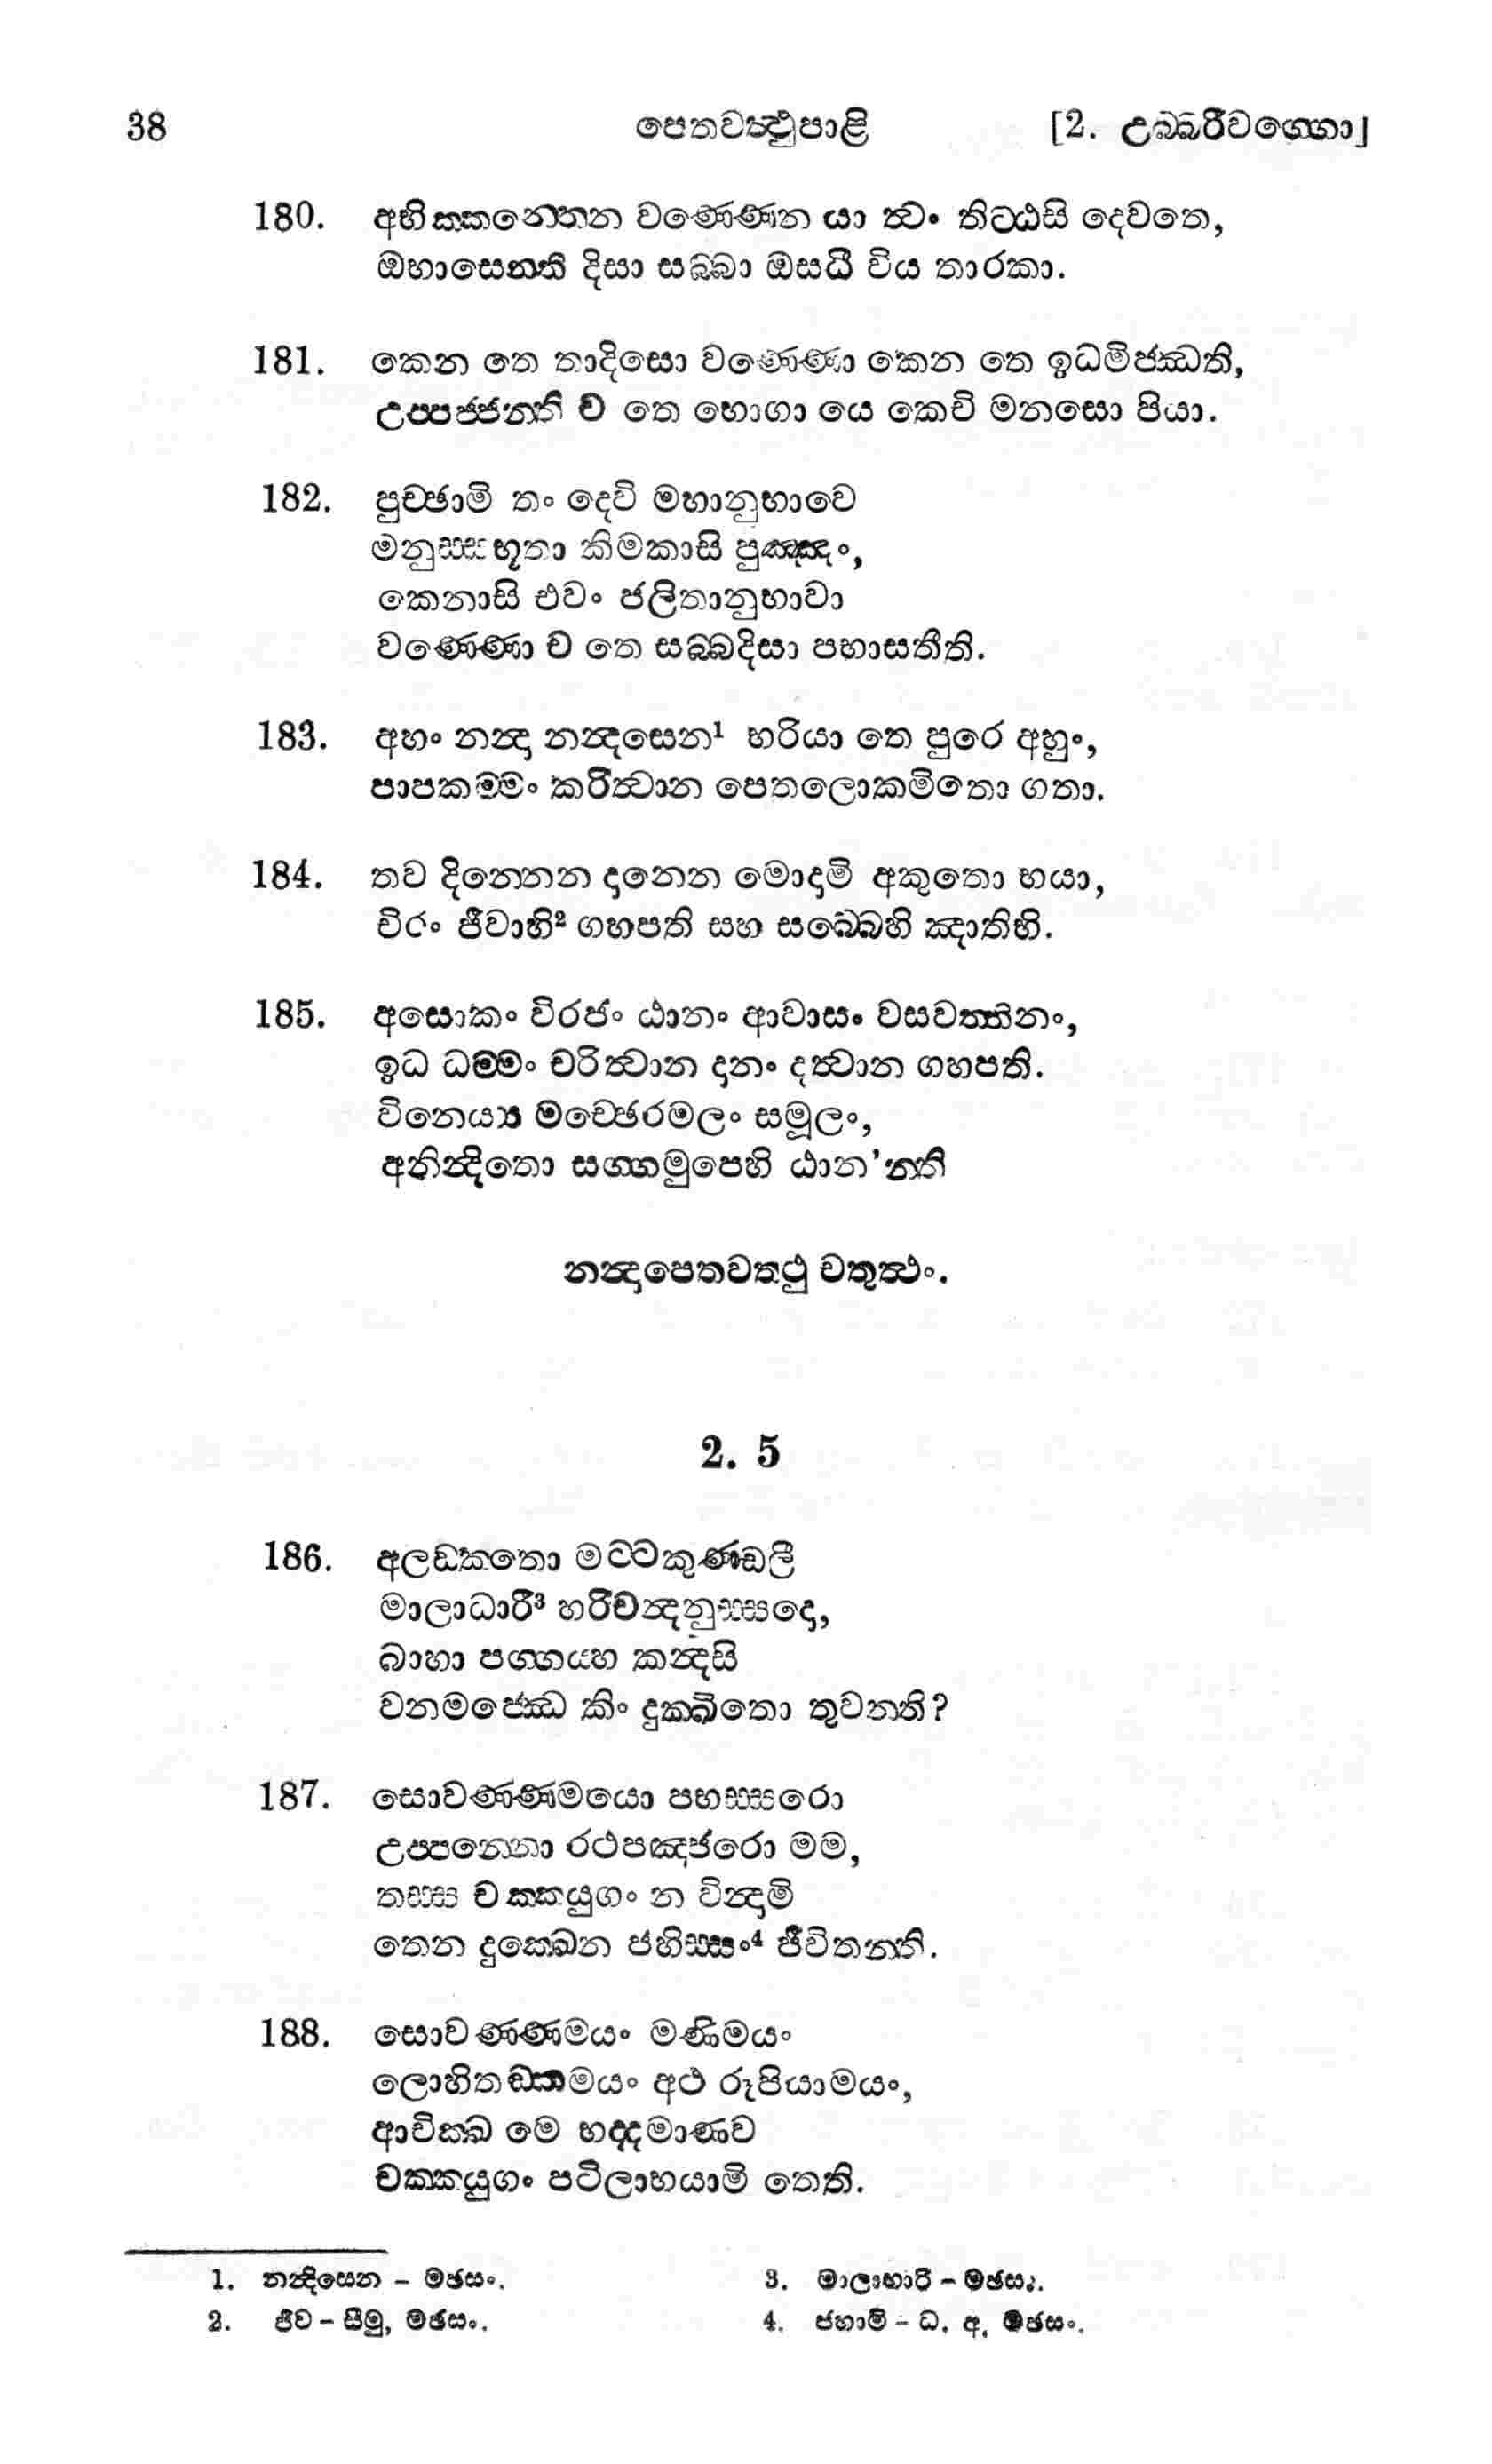 38 පෙතවත්ථුපාළි [2. උබ්බරීවග්ගො]
180. අභික්කන්තෙන වණ්ණෙන යා ත්වං තිට්ඨසි දෙවතෙ,
ඔභාසෙන්ති දිසා සබ්බා ඔසධී විය තාරකා.
181. කෙන තෙ තාදිසො වණ්ණො කෙන තෙ ඉධමිජ්ඣති,
උප්පජ්ජන්ති ච තෙ භොගා යෙ කෙචි මනසො පියා.
182. පුච්ඡාමි තං දෙවි මහානුභාවෙ
මනුස්සභූතා කිමකාසි පුඤ්ඤං,
කෙනාසි එවං ජලිතානුභාවා
වණ්ණො ච තෙ සබ්බදිසා පභාසතීති.
183. අහං නන්දා නන්දසෙන¹ භරියා තෙ පුරෙ අහුං,
පාපකම්මං කරිත්වාන පෙතලොකමිතො ගතා.
184. තව දින්නෙන දානෙන මොදාමි අකුතො භයා,
චිරං ජීවාහි² ගහපති සහ සබ්බෙහි ඤාතිභි.
185. අසොකං විරජං ඨානං ආවාසං වසවත්තිනං,
ඉධ ධම්මං චරිත්වාන දානං දත්වාන ගහපති.
විනෙය්‍ය මච්ඡෙරමලං සමූලං,
අනින්දිතො සග්ගමුපෙහි ඨාන'න්ති
නන්දාපෙතවත්ථු චතුත්ථං.
2. 5
186. අලඞ්කතො මට්ටකුණ්ඩලී
මාලාධාරී³ හරිචන්දනුස්සදො,
බාහා පග්ගය්හ කන්දසි
වනමජ්ඣෙ කිං දුක්ඛිතො තුවන්ති?
187. සොවණ්ණමයො පභස්සරො
උප්පන්නො රථපඤ්ජරො මම,
තස්ස චක්කයුගං න වින්දාමි
තෙන දුක්ඛෙන ජහිස්සං⁴ ජීවිතන්ති.
188. සොවණ්ණමයං මණිමයං
ලොහිතඞ්කමයං අථ රූපියාමයං,
ආචික්ඛ මෙ භද්දමාණව
චක්කයුගං පටිලාභයාමි තෙති.
1. නන්දිසෙන – මඡසං.
2. ජීව – සීමු, මඡසං.
3. මාලාභාරී – මඡසං.
4. ජහාමි – ධ. අ. මඡසං.